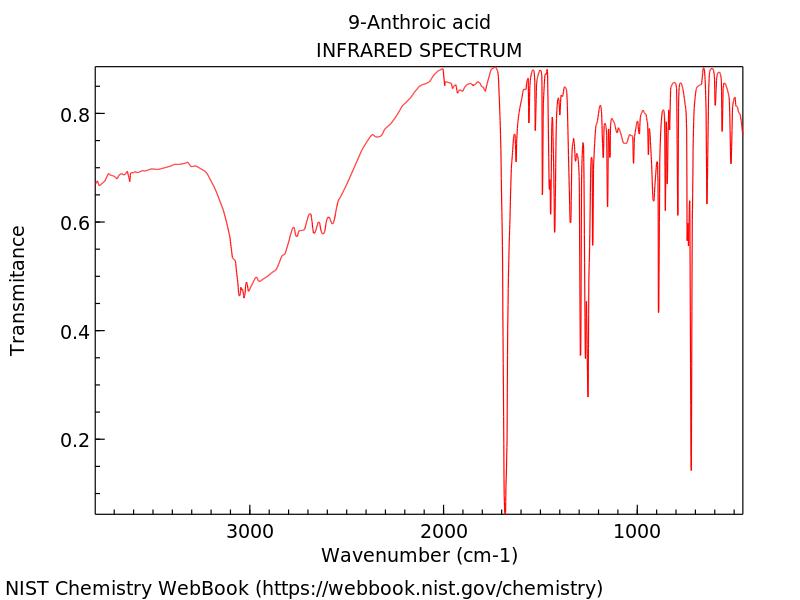 9-Anthroic acid
INFRARED SPECTRUM
Transmitance
0.8
0.6
0.4
0.2
3000 2000 1000
Wavenumber (cm-1)
NIST Chemistry WebBook (https://webbook.nist.gov/chemistry)